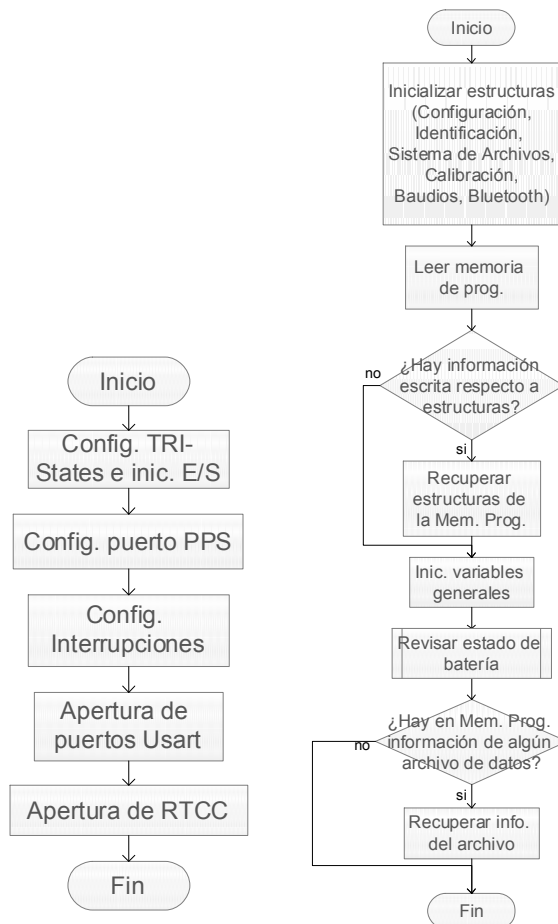 Inicio
Config. TRI-
States e inic. E/S
Config. puerto PPS
Config.
Interrupciones
Apertura de
puertos Usart
Apertura de RTCC
Fin
Inicio
Inicializar estructuras
(Configuración,
Identificación,
Sistema de Archivos,
Calibración,
Baudios, Bluetooth)
Leer memoria
de prog.
¿Hay información
escrita respecto a
estructuras?
no
si
Recuperar
estructuras de
la Mem. Prog.
Inic. variables
generales
Revisar estado de
batería
¿Hay en Mem. Prog.
información de algún
archivo de datos?
no
si
Recuperar info.
del archivo
Fin